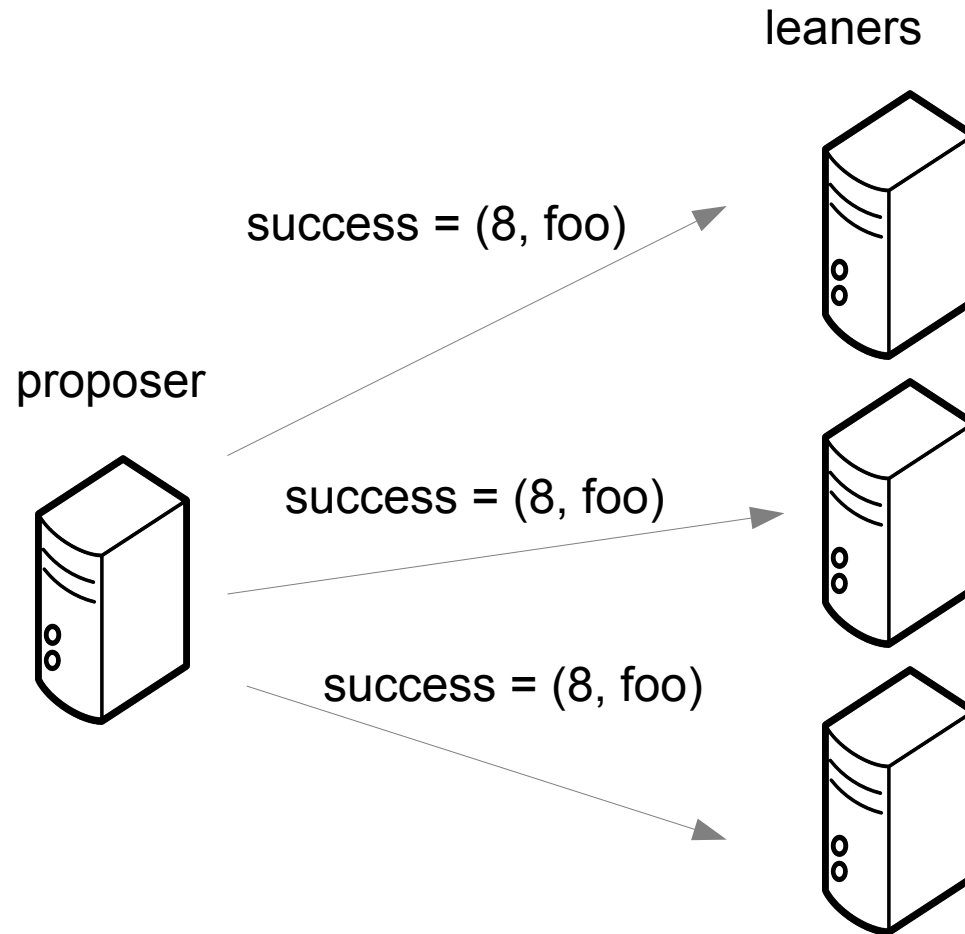 leaners
success = (8, foo)
proposer
success = (8, foo)
success = (8, foo)